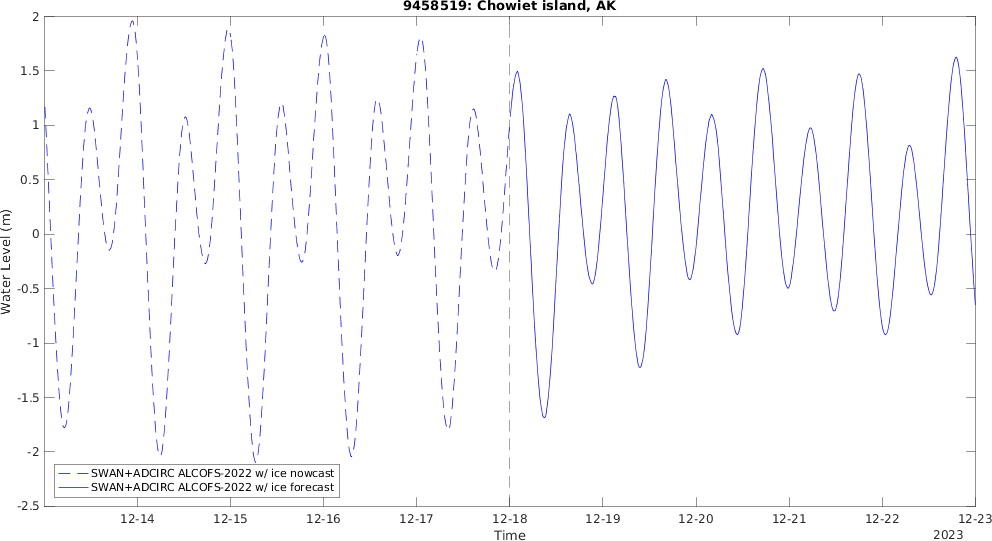 9458519: Chowiet island, AK
Water Level (m)
2
1.5
1
0.5
0
-0.5
-1
-1.5
-2
-2.5
SWAN+ADCIRC ALCOFS-2022 w/ ice nowcast
SWAN+ADCIRC ALCOFS-2022 w/ ice forecast
12-14 12-15 12-16 12-17 12-18 12-19 12-20 12-21 12-22 12-23
Time
2023